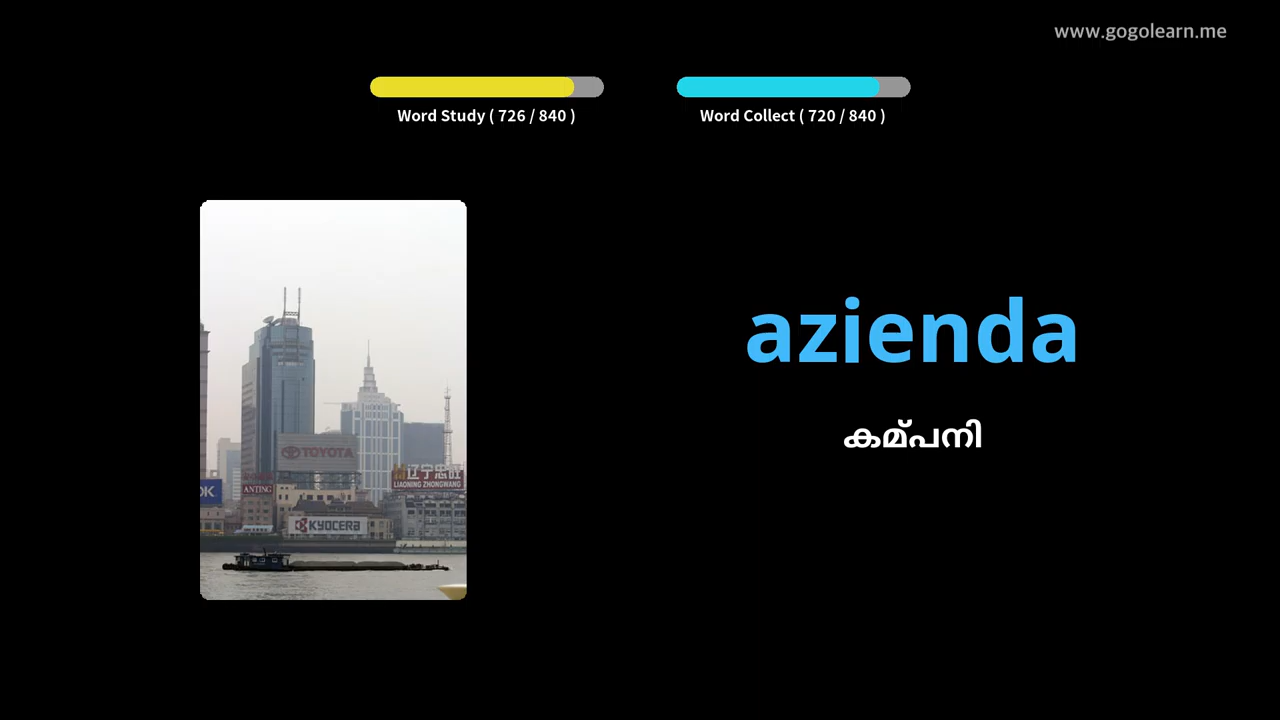 www.gogolearn.me
Word Study ( 726 / 840 )
Word Collect ( 720 / 840 )
azienda
കമ്പനി
TOYOTA
辽宁忠旺
LIAONING ZHONGWANG
OK
ANTING
KYOCERA